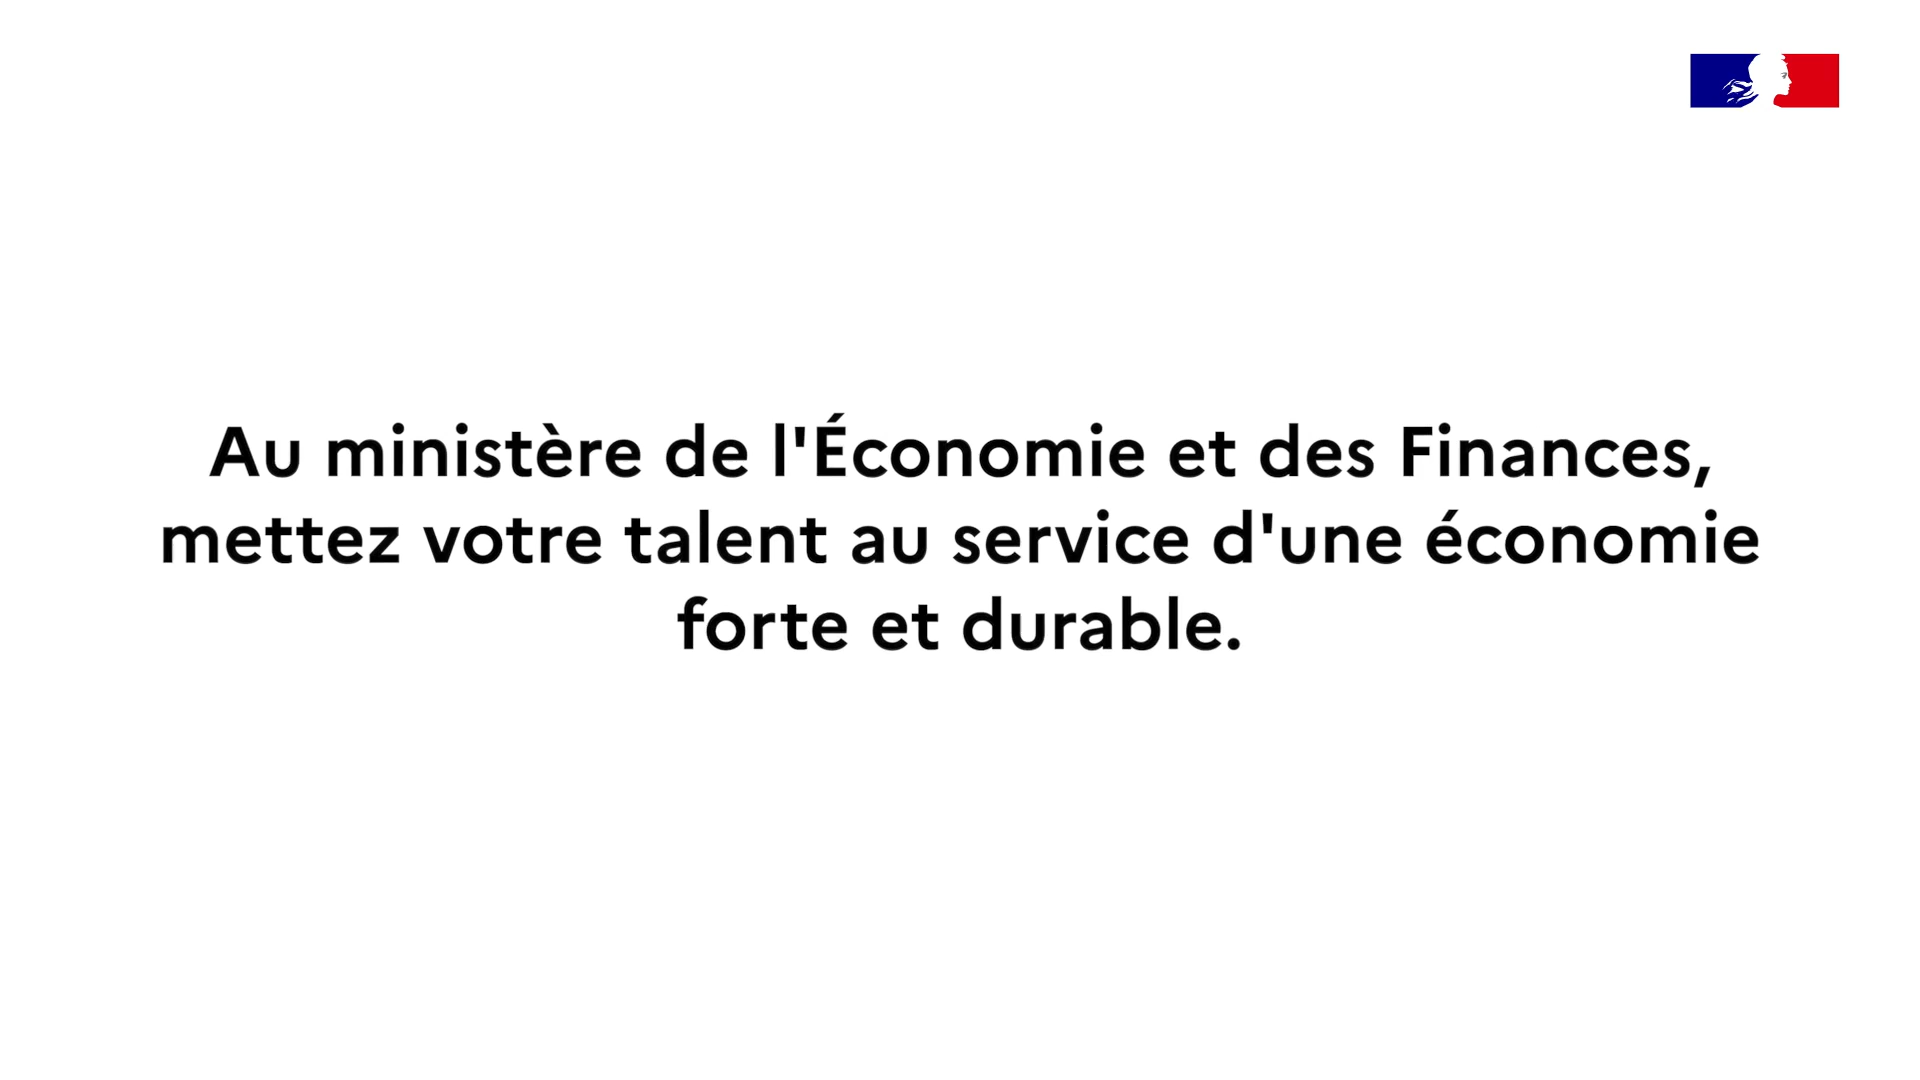 Au ministère de l'Économie et des Finances,
mettez votre talent au service d'une économie
forte et durable.